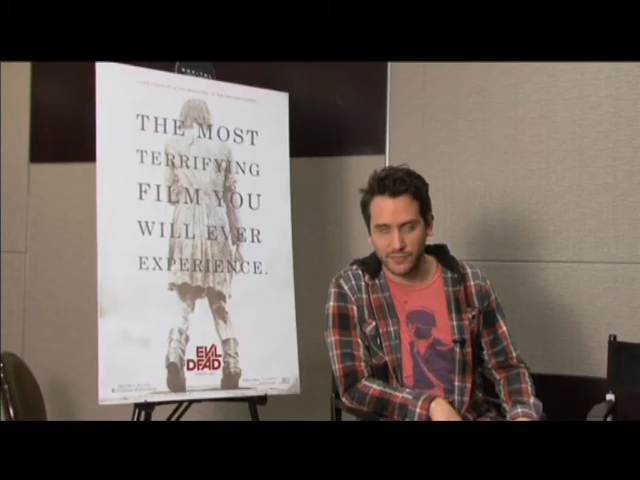 THE MOST
TERRIFYING
FILM YOU
WILL EVER
EXPERIENCE.
EVIL
DEAD